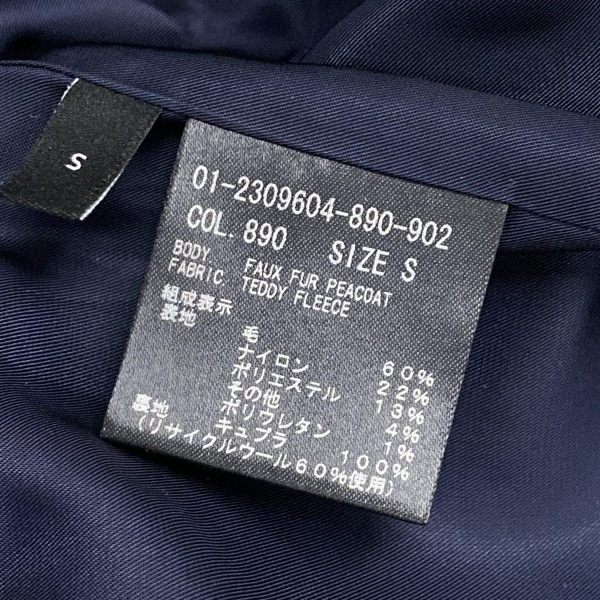 S
01-2309604-890-902
COL. 890 SIZE S
BODY FAUX FUR PEACOAT
FABRIC TEDDY FLEECE
組成表示
表地
毛 60%
ナイロン 22%
ポリエステル 13%
その他 4%
ポリウレタン 1%
裏地 キュプラ 100%
(リサイクルウール60%使用)